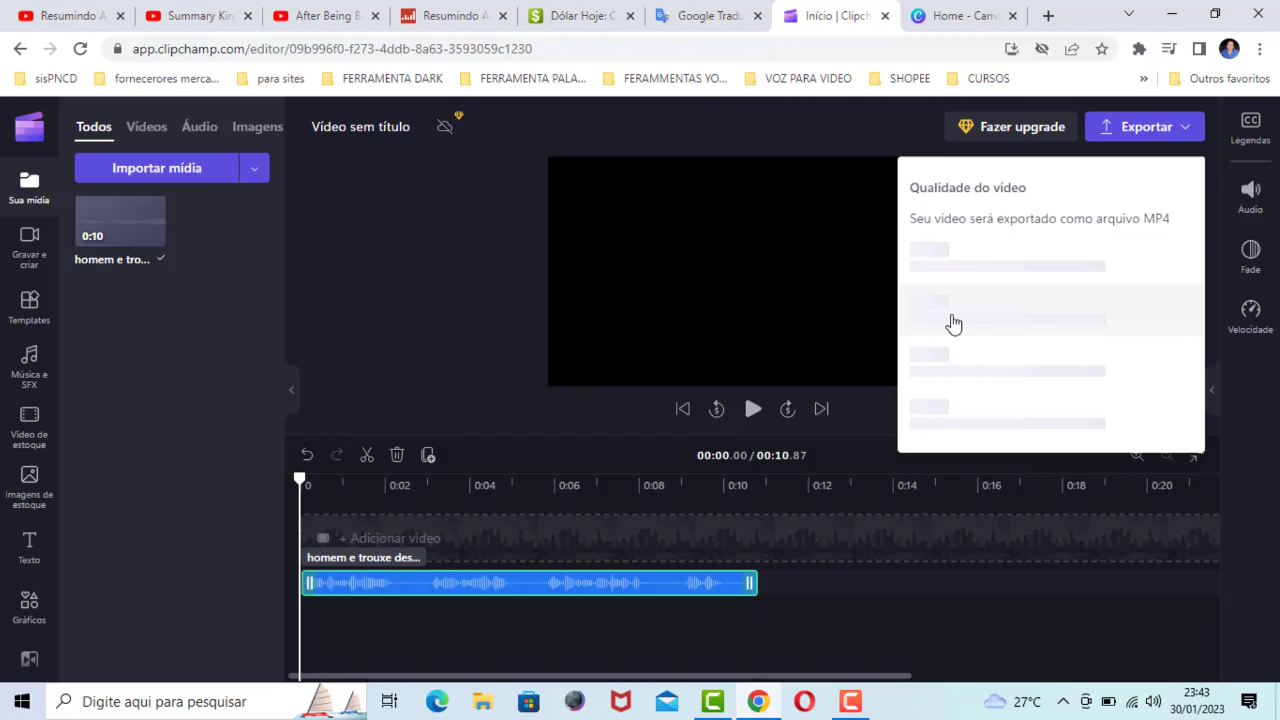 Resumindo A
Summary Kin
After Being B
Resumindo A
Dólar Hoje: C
Google Tradu
Início | Clipch
Home - Canv
app.clipchamp.com/editor/09b996f0-f273-4ddb-8a63-3593059c1230
sisPNCD
fornecerores merca...
para sites
FERRAMENTA DARK
FERRAMENTA PALA...
FERAMMENTAS YO...
VOZ PARA VIDEO
SHOPEE
CURSOS
»
Outros favoritos
Todos
Vídeos
Áudio
Imagens
Vídeo sem título
Fazer upgrade
Exportar
CC
Legendas
Importar mídia
Sua mídia
0:10
homem e tro...
Gravar e
criar
Templates
Música e
SFX
Vídeo de
estoque
Imagens de
estoque
Texto
Gráficos
Qualidade do vídeo
Seu vídeo será exportado como arquivo MP4
Áudio
Fade
Velocidade
5
5
00:00.00 / 00:10.87
0
0:02
0:04
0:06
0:08
0:10
0:12
0:14
0:16
0:18
0:20
+ Adicionar vídeo
homem e trouxe des...
Digite aqui para pesquisar
27°C
23:43
30/01/2023